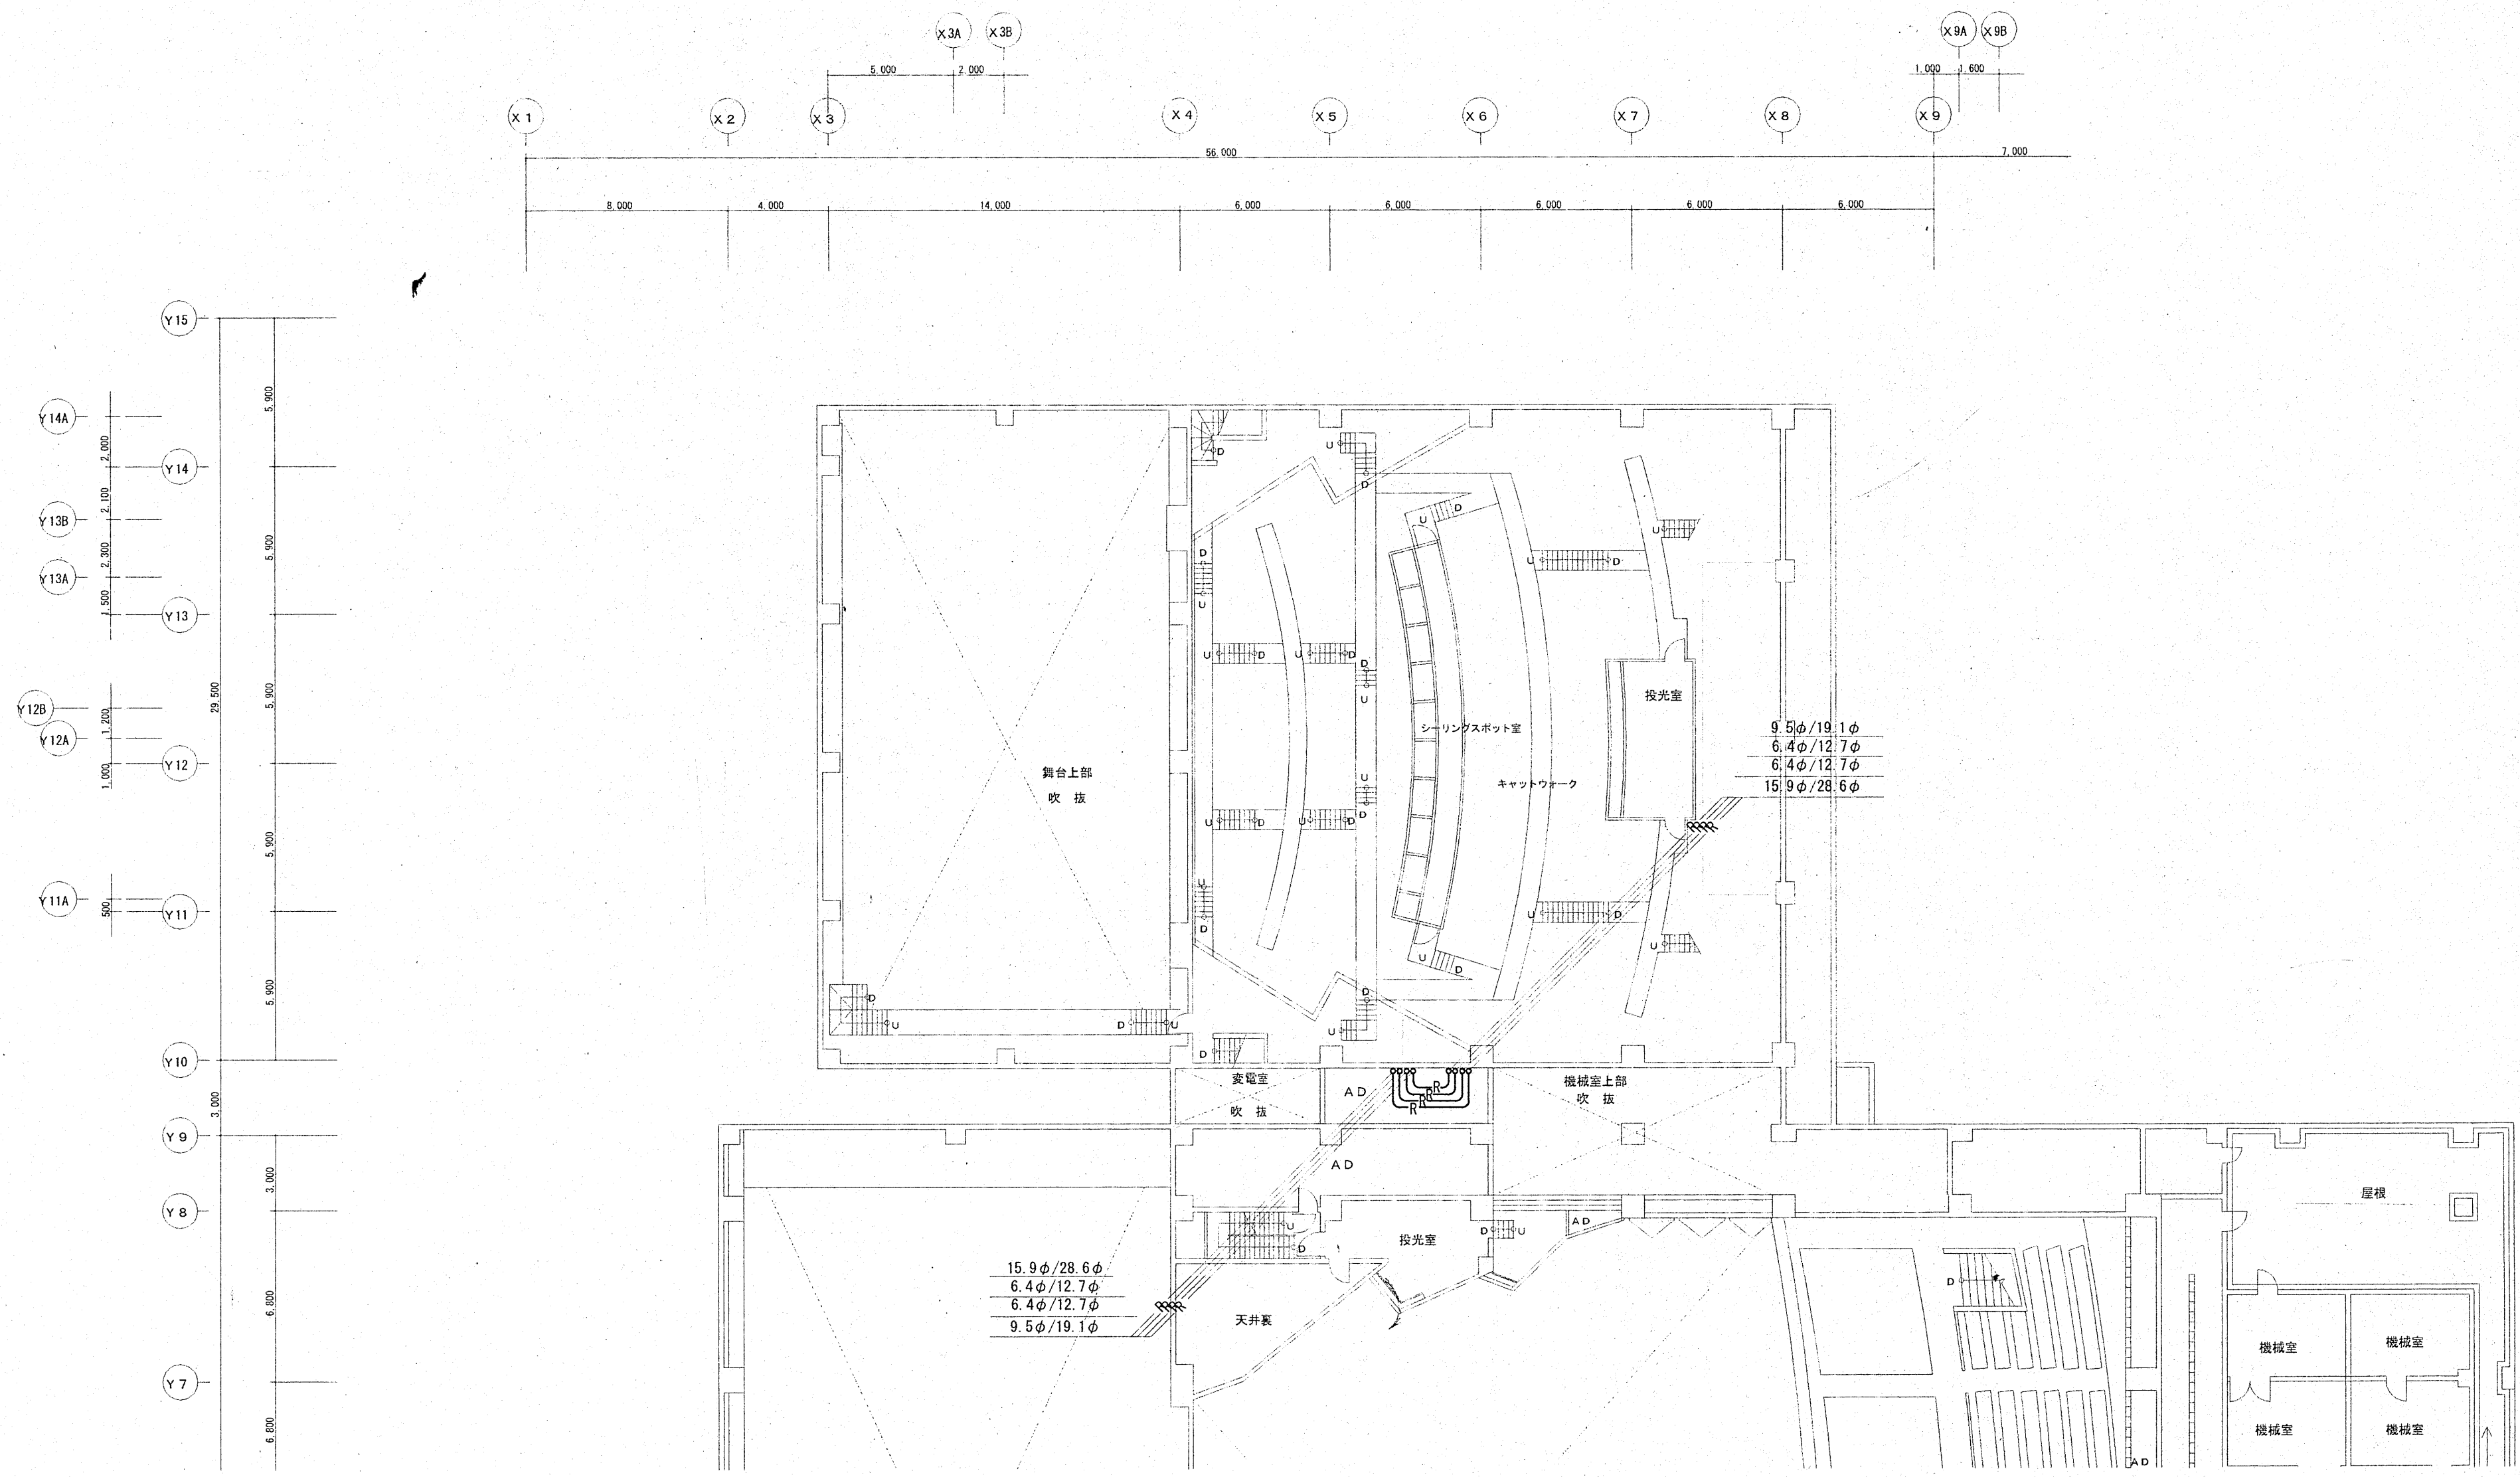 X3A X3B X9A X9B
5,000 2,000 1,000 1,600
X1 X2 X3 X4 X5 X6 X7 X8 X9
56,000 7,000
8,000 4,000 14,000 6,000 6,000 6,000 6,000 6,000
Y15
5,900
Y14A
2,000
Y14
2,100
Y13B
5,900
2,300
Y13A
1,500
Y13
5,900
29,500
Y12B
1,200
Y12A
1,000
Y12
5,900
Y11A
500
Y11
5,900
Y10
3,000
Y9
3,000
Y8
6,800
Y7
6,800
D
U
D
U D
U
D
U
U D
D
U
U D U D
D
U
投光室
シーリングスポット室
9.5φ/19.1φ
6.4φ/12.7φ
6.4φ/12.7φ
15.9φ/28.6φ
舞台上部
吹 抜
キャットウォーク
U
D
U D U D
RRRR
U
D
U D
U
U D
D
U
D
U
D U
D
変電室
吹 抜
AD
R
R
R
R
機械室上部
吹 抜
AD
屋根
U
D
投光室
D U
AD
15.9φ/28.6φ
6.4φ/12.7φ
6.4φ/12.7φ
9.5φ/19.1φ
RRRR
天井裏
D
機械室 機械室
機械室 機械室
AD